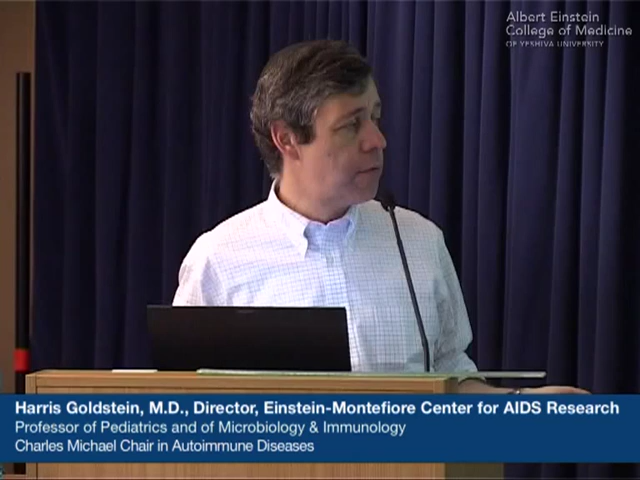 Albert Einstein
College of Medicine
OF YESHIVA UNIVERSITY
Harris Goldstein, M.D., Director, Einstein-Montefiore Center for AIDS Research
Professor of Pediatrics and of Microbiology & Immunology
Charles Michael Chair in Autoimmune Diseases